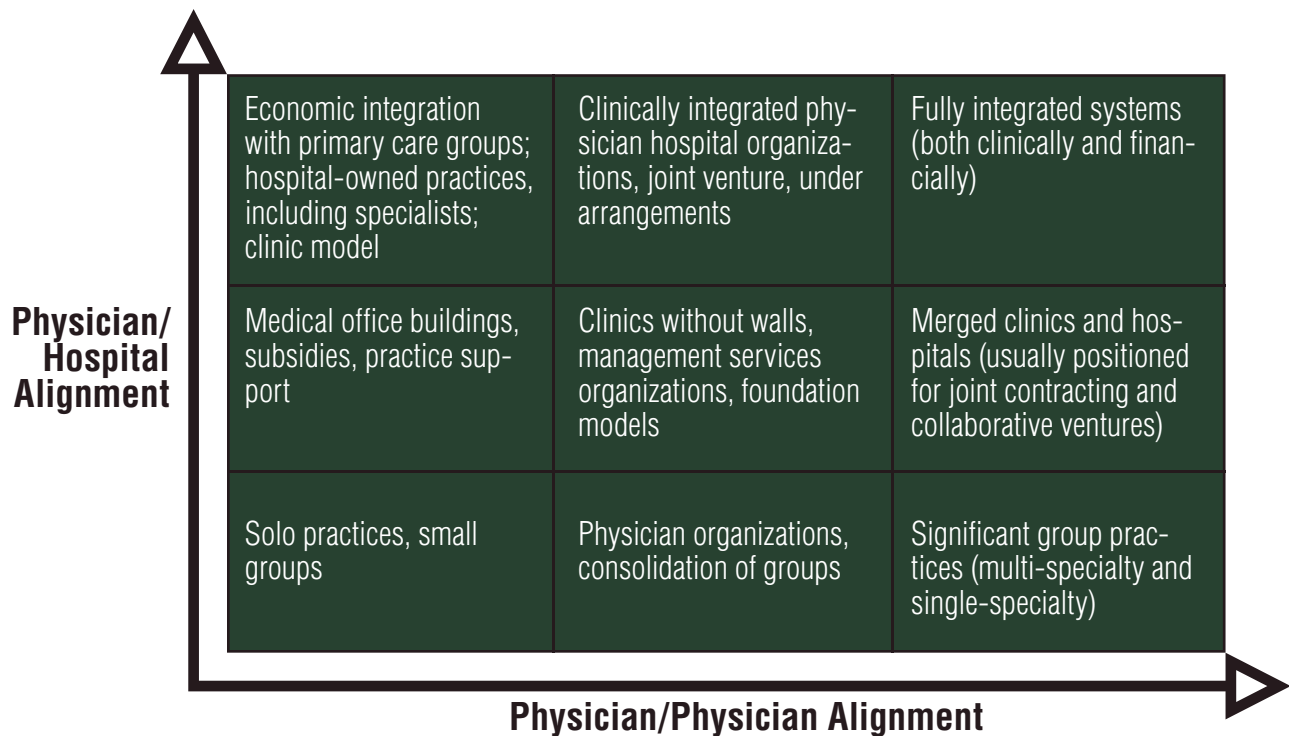 Economic integration
with primary care groups;
hospital-owned practices,
including specialists;
clinic model
Clinically integrated phy-
sician hospital organiza-
tions, joint venture, under
arrangements
Fully integrated systems
(both clinically and finan-
cially)
Physician/
Hospital
Alignment
Medical office buildings,
subsidies, practice sup-
port
Clinics without walls,
management services
organizations, foundation
models
Merged clinics and hos-
pitals (usually positioned
for joint contracting and
collaborative ventures)
Solo practices, small
groups
Physician organizations,
consolidation of groups
Significant group prac-
tices (multi-specialty and
single-specialty)
Physician/Physician Alignment